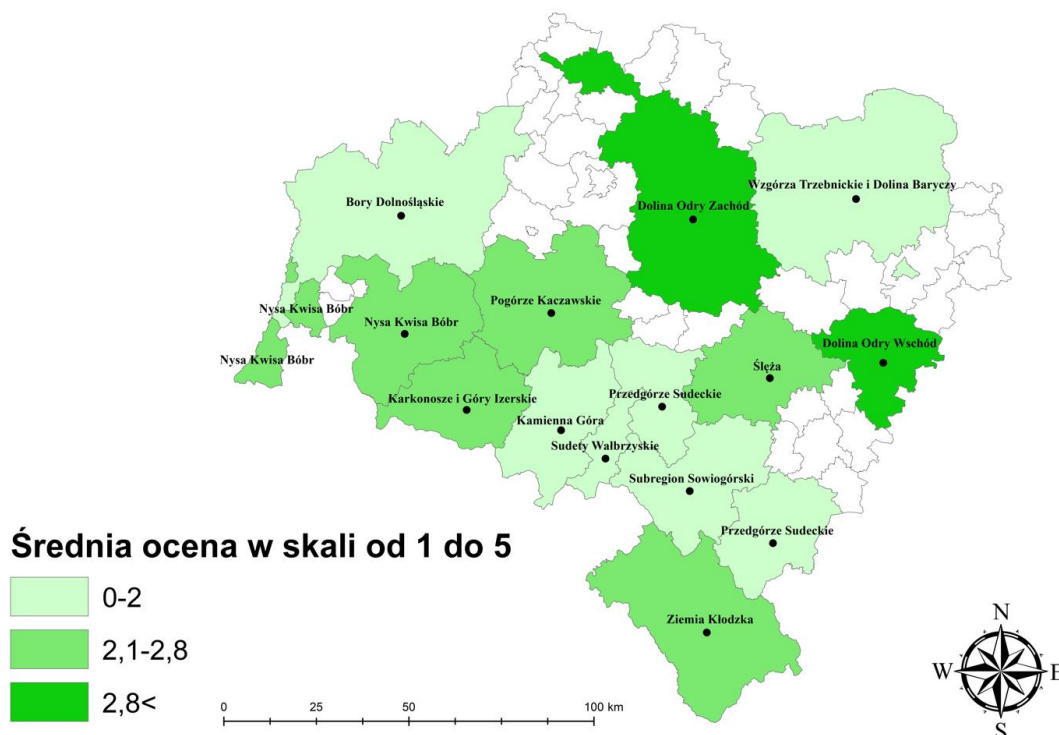 Wzgórza Trzebnickie i Dolina Baryczy
Bory Dolnośląskie
Dolina Odry Zachód
Pogórze Kaczawskie
Nysa Kwisa Bóbr
Nysa Kwisa Bóbr
Dolina Odry Wschód
Nysa Kwisa Bóbr
Ślęża
Karkonosze i Góry Izerskie
Przedgórze Sudeckie
Kamienna Góra
Sudety Wałbrzyskie
Subregion Sowiogórski
Przedgórze Sudeckie
Ziemia Kłodzka
Średnia ocena w skali od 1 do 5
0-2
2,1-2,8
2,8<
0 25 50 100 km
N
W E
S